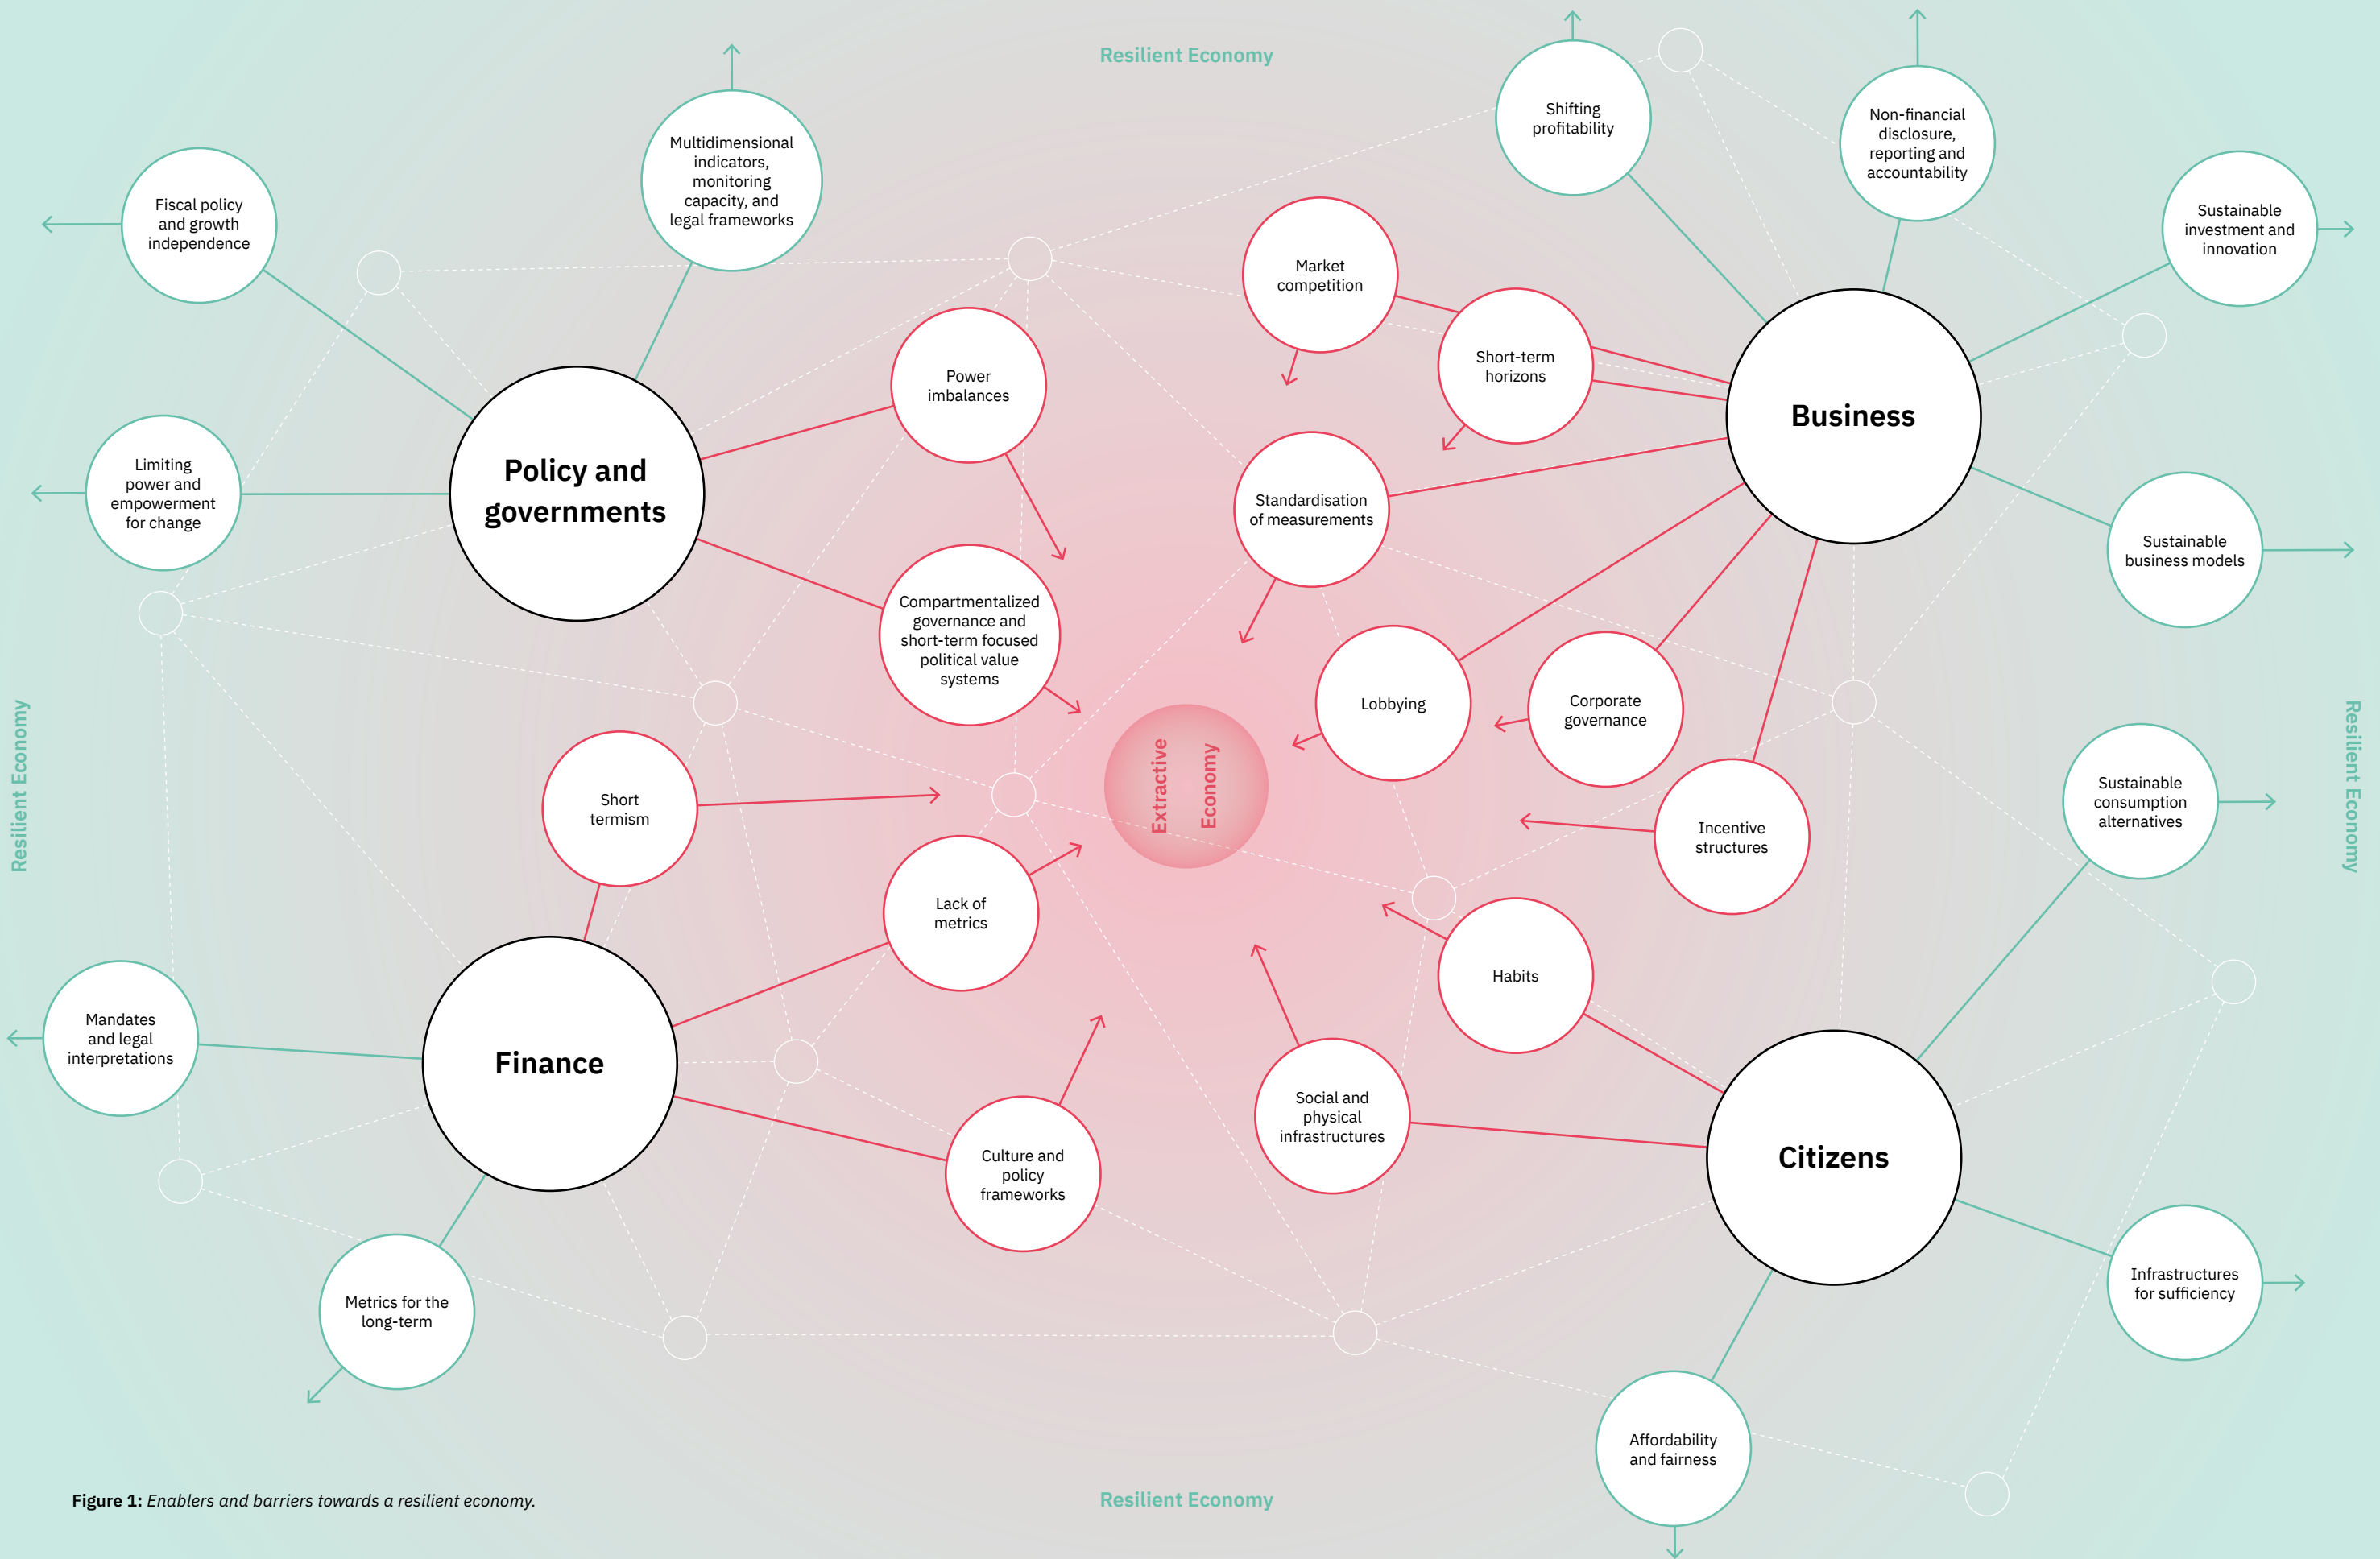 Resilient Economy
Shifting
profitability
Non-financial
disclosure,
reporting and
accountability
Multidimensional
indicators,
monitoring
capacity, and
legal frameworks
Fiscal policy
and growth
independence
Sustainable
investment and
innovation
Market
competition
Short-term
horizons
Power
imbalances
Business
Policy and
governments
Limiting
power and
empowerment
for change
Standardisation
of measurements
Sustainable
business models
Compartmentalized
governance and
short-term focused
political value
systems
Lobbying
Corporate
governance
Resilient Economy
Extractive
Economy
Resilient Economy
Short
termism
Incentive
structures
Sustainable
consumption
alternatives
Lack of
metrics
Habits
Mandates
and legal
interpretations
Finance
Social and
physical
infrastructures
Citizens
Culture and
policy
frameworks
Metrics for the
long-term
Infrastructures
for sufficiency
Affordability
and fairness
Figure 1: Enablers and barriers towards a resilient economy.
Resilient Economy